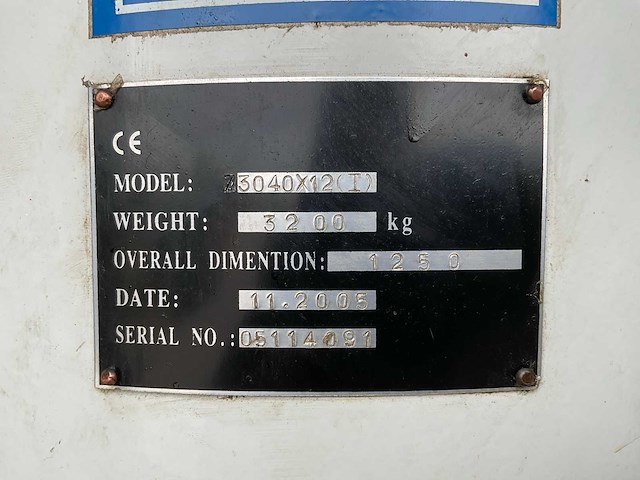 CE
MODEL: Z3040X12(I)
WEIGHT: 3200 kg
OVERALL DIMENTION: 1250
DATE: 11.2005
SERIAL NO.: 05114091